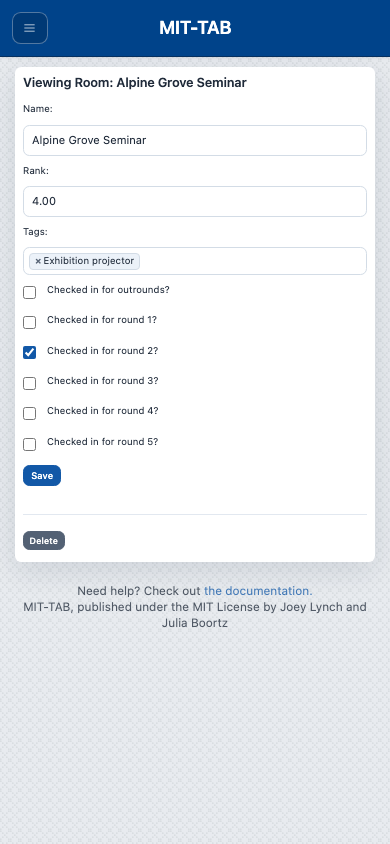 MIT-TAB
Viewing Room: Alpine Grove Seminar
Name:
Alpine Grove Seminar
Rank:
4.00
Tags:
× Exhibition projector
Checked in for outrounds?
Checked in for round 1?
Checked in for round 2?
Checked in for round 3?
Checked in for round 4?
Checked in for round 5?
Save
Delete
Need help? Check out the documentation.
MIT-TAB, published under the MIT License by Joey Lynch and
Julia Boortz